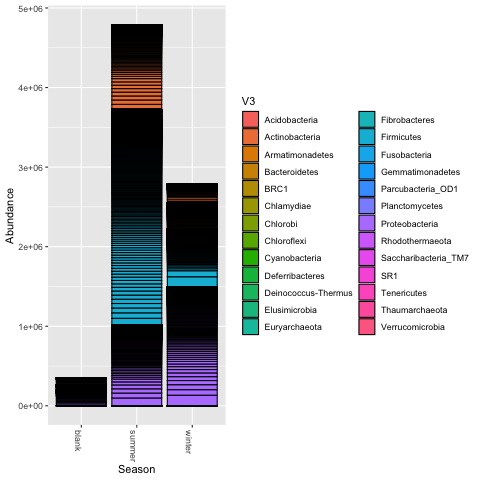 5e+06
4e+06
3e+06
2e+06
1e+06
0e+00
Abundance
blank
summer
winter
Season
V3
Acidobacteria
Actinobacteria
Armatimonadetes
Bacteroidetes
BRC1
Chlamydiae
Chlorobi
Chloroflexi
Cyanobacteria
Deferribacteres
Deinococcus-Thermus
Elusimicrobia
Euryarchaeota
Fibrobacteres
Firmicutes
Fusobacteria
Gemmatimonadetes
Parcubacteria_OD1
Planctomycetes
Proteobacteria
Rhodothermaeota
Saccharibacteria_TM7
SR1
Tenericutes
Thaumarchaeota
Verrucomicrobia